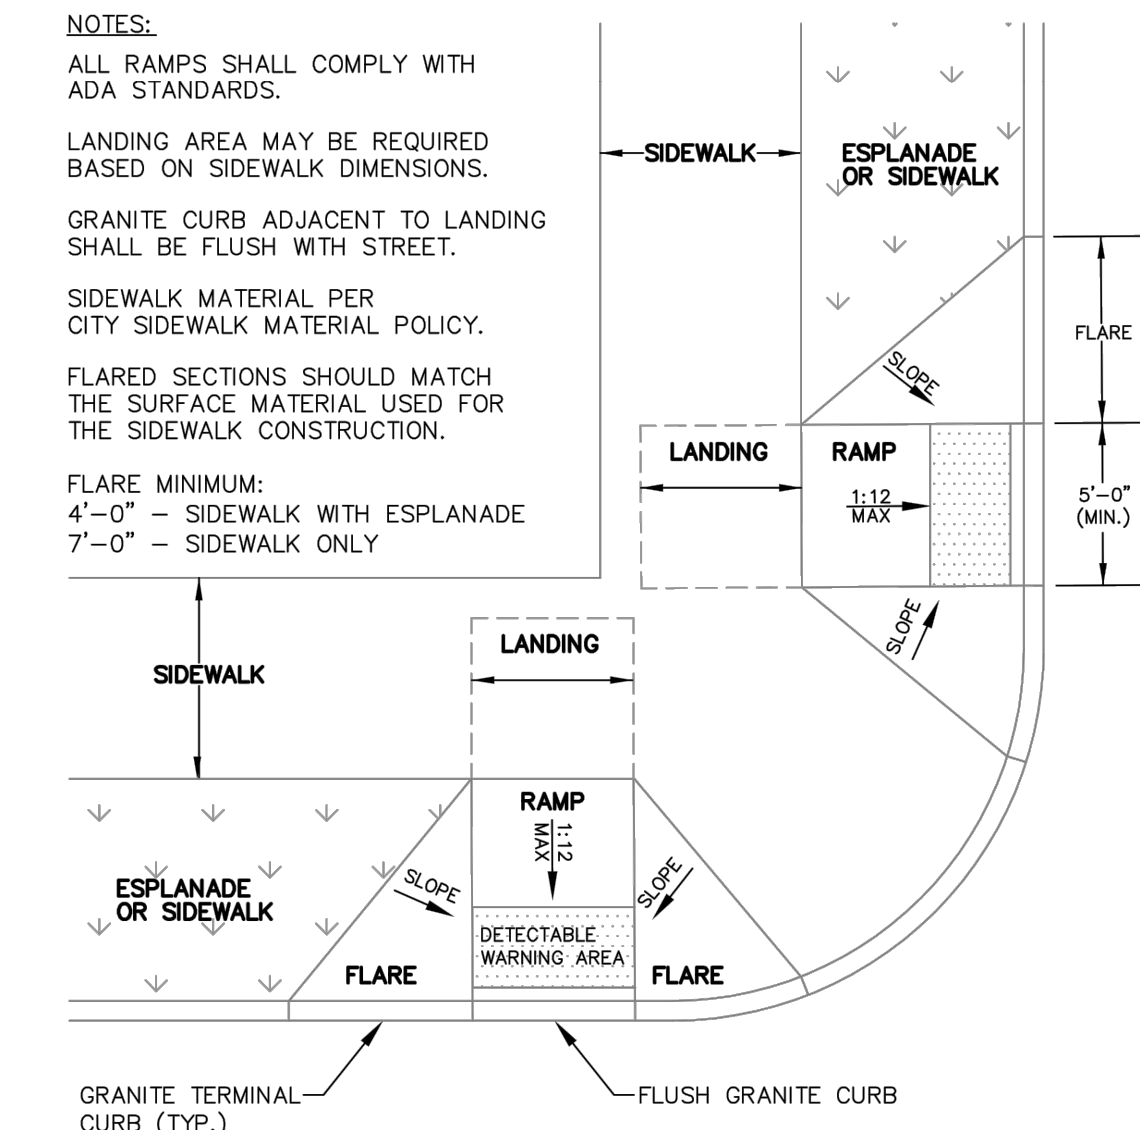 NOTES:
ALL RAMPS SHALL COMPLY WITH
ADA STANDARDS.
LANDING AREA MAY BE REQUIRED
BASED ON SIDEWALK DIMENSIONS.
GRANITE CURB ADJACENT TO LANDING
SHALL BE FLUSH WITH STREET.
SIDEWALK MATERIAL PER
CITY SIDEWALK MATERIAL POLICY.
FLARED SECTIONS SHOULD MATCH
THE SURFACE MATERIAL USED FOR
THE SIDEWALK CONSTRUCTION.
FLARE MINIMUM:
4'-0" - SIDEWALK WITH ESPLANADE
7'-0" - SIDEWALK ONLY
SIDEWALK
ESPLANADE
OR SIDEWALK
FLARE
SLOPE
LANDING
RAMP
1:12
MAX
5'-0"
(MIN.)
SLOPE
LANDING
SIDEWALK
RAMP
1:12
MAX
ESPLANADE
OR SIDEWALK
SLOPE
SLOPE
DETECTABLE
WARNING AREA
FLARE
FLARE
GRANITE TERMINAL
CURB (TYP.)
FLUSH GRANITE CURB